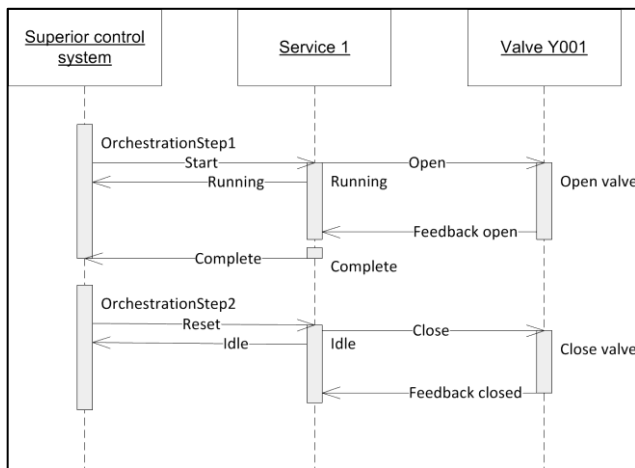 Superior control
system
Service 1
Valve Y001
OrchestrationStep1
Start
Open
Running
Running
Open valve
Feedback open
Complete
Complete
OrchestrationStep2
Reset
Close
Idle
Idle
Close valve
Feedback closed